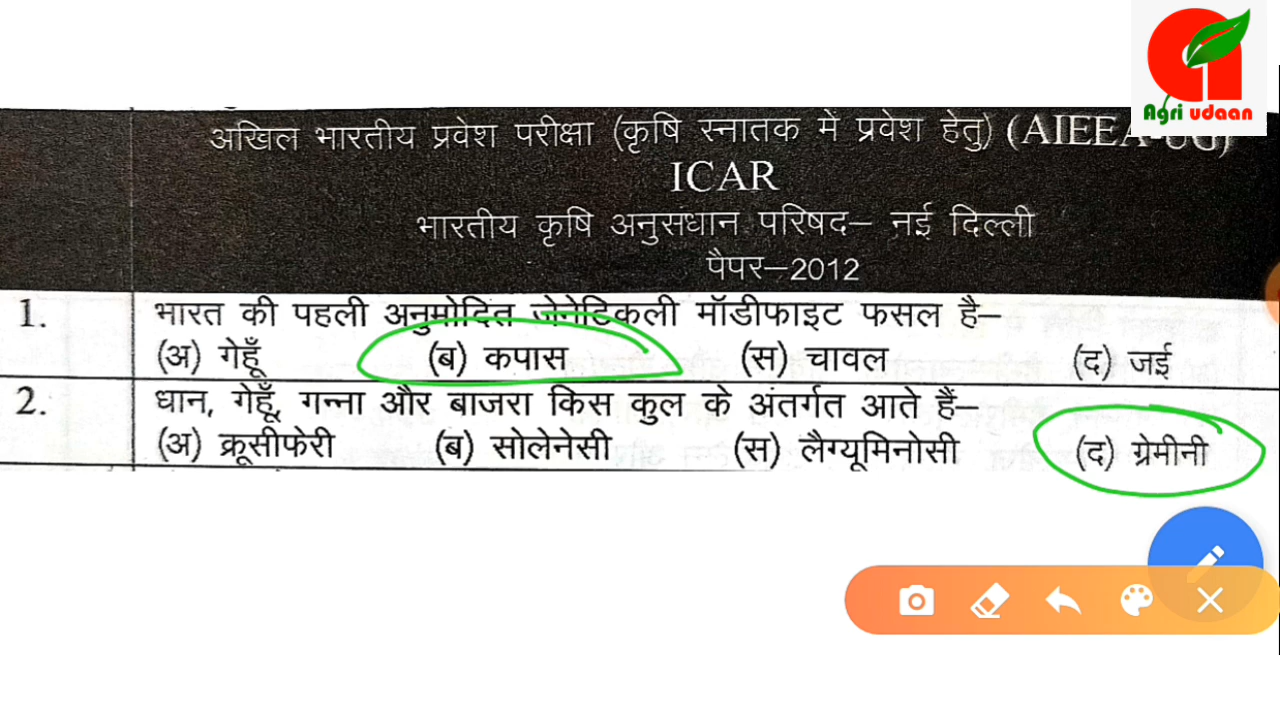 Agri udaan
अखिल भारतीय प्रवेश परीक्षा (कृषि स्नातक में प्रवेश हेतु) (AIEEA-UG)
ICAR
भारतीय कृषि अनुसंधान परिषद– नई दिल्ली
पैपर–2012
1. भारत की पहली अनुमोदित जेनेटिकली मॉडीफाइट फसल है–
(अ) गेहूँ (ब) कपास (स) चावल (द) जई
2. धान, गेहूँ, गन्ना और बाजरा किस कुल के अंतर्गत आते हैं–
(अ) क्रूसीफेरी (ब) सोलेनेसी (स) लैग्यूमिनोसी (द) ग्रेमीनी